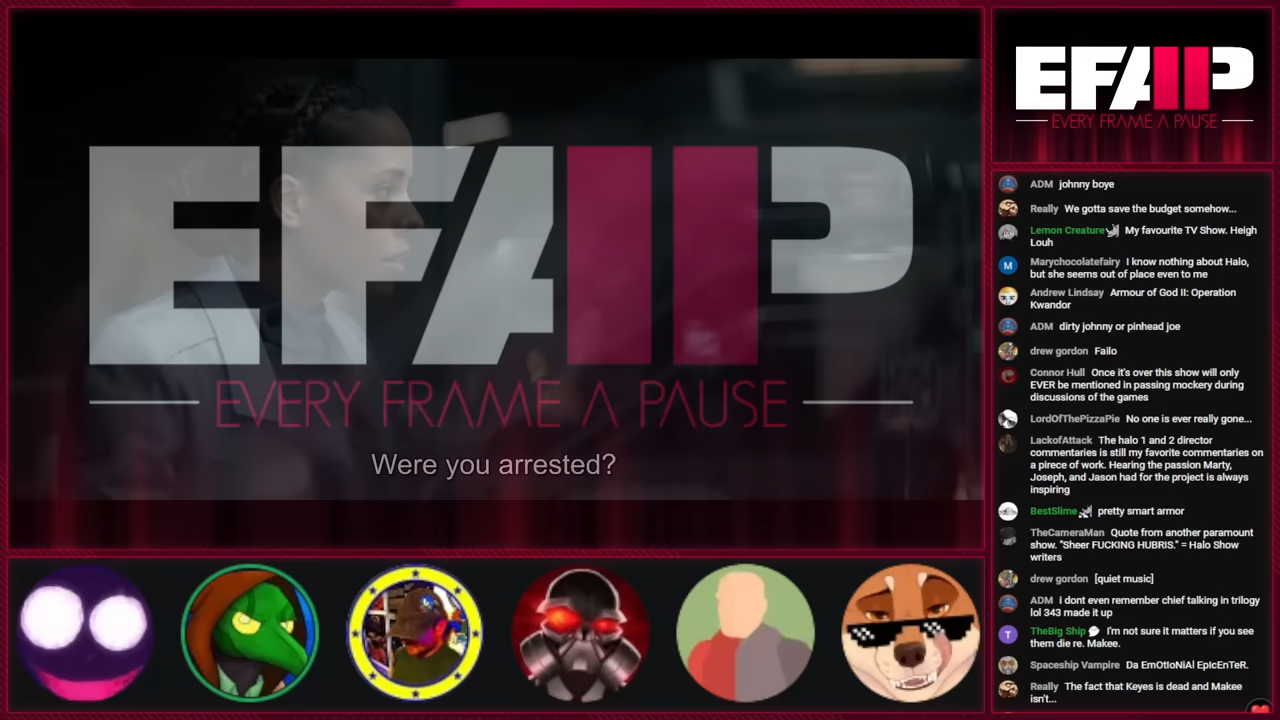 EFAP
EVERY FRAME A PAUSE
Were you arrested?
EFAP
EVERY FRAME A PAUSE
ADM johnny boye
Really We gotta save the budget somehow...
Lemon Creature My favourite TV Show. Heigh
Louh
M
Marychocolatefairy I know nothing about Halo,
but she seems out of place even to me
Andrew Lindsay Armour of God II: Operation
Kwandor
ADM dirty johnny or pinhead joe
drew gordon Failo
Connor Hull Once it's over this show will only
EVER be mentioned in passing mockery during
discussions of the games
LordOfThePizzaPie No one is ever really gone...
LackofAttack The halo 1 and 2 director
commentaries is still my favorite commentaries on
a pirece of work. Hearing the passion Marty,
Joseph, and Jason had for the project is always
inspiring
BestSlime pretty smart armor
TheCameraMan Quote from another paramount
show. "Sheer FUCKING HUBRIS." = Halo Show
writers
drew gordon [quiet music]
ADM i dont even remember chief talking in trilogy
lol 343 made it up
T
TheBig Ship I'm not sure it matters if you see
them die re. Makee.
Spaceship Vampire Da EmOtIoNiAl EpIcEnTeR.
Really The fact that Keyes is dead and Makee
isn't...